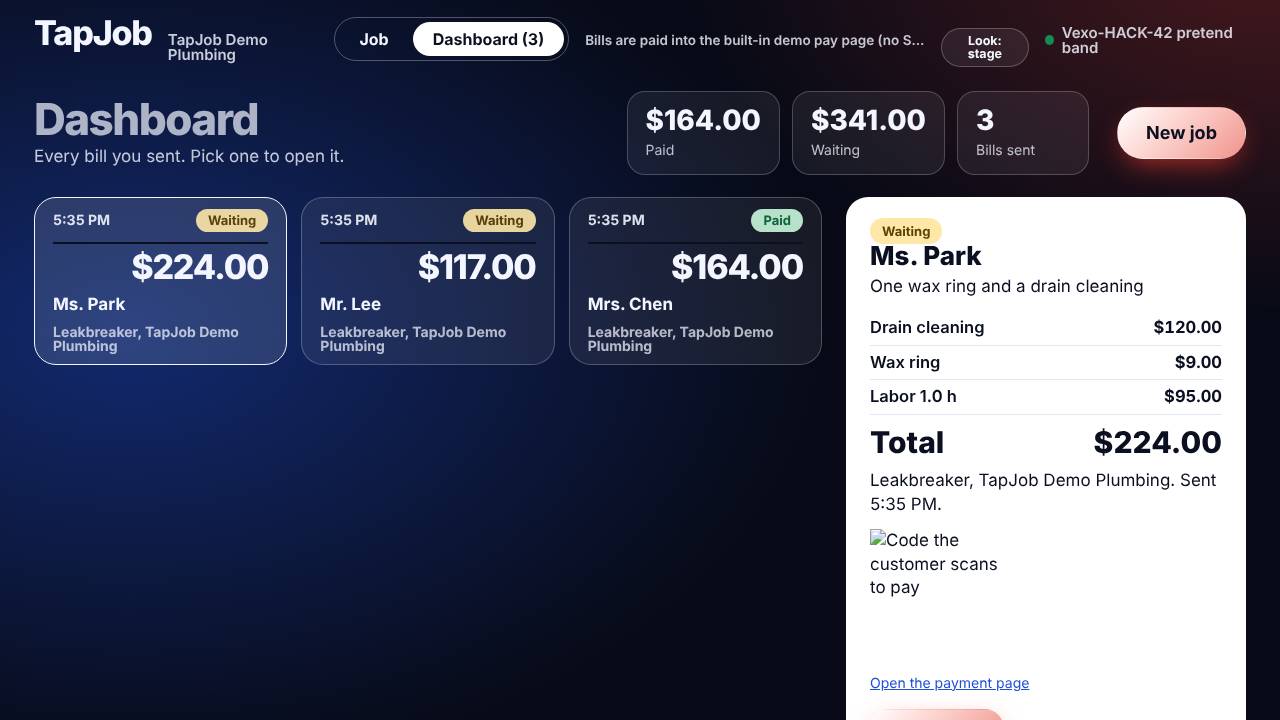 TapJob
TapJob Demo
Plumbing
Job
Dashboard (3)
Bills are paid into the built-in demo pay page (no S...
Look:
stage
Vexo-HACK-42 pretend
band
Dashboard
Every bill you sent. Pick one to open it.
$164.00
Paid
$341.00
Waiting
3
Bills sent
New job
5:35 PM
Waiting
$224.00
Ms. Park
Leakbreaker, TapJob Demo
Plumbing
5:35 PM
Waiting
$117.00
Mr. Lee
Leakbreaker, TapJob Demo
Plumbing
5:35 PM
Paid
$164.00
Mrs. Chen
Leakbreaker, TapJob Demo
Plumbing
Waiting
Ms. Park
One wax ring and a drain cleaning
Drain cleaning $120.00
Wax ring $9.00
Labor 1.0 h $95.00
Total $224.00
Leakbreaker, TapJob Demo Plumbing. Sent
5:35 PM.
Code the
customer scans
to pay
Open the payment page